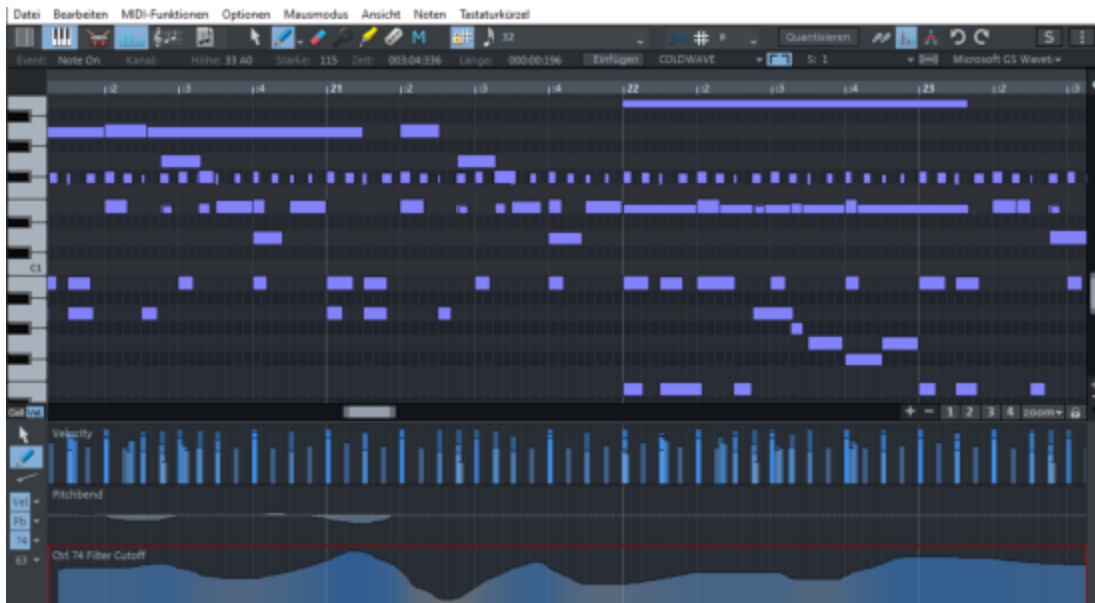 Datei Bearbeiten MIDI-Funktionen Optionen Mausmodus Ansicht Noten Tastaturkürzel
M 32 Quantisieren S
Event: Note On Kanal: Höhe: 33 A0 Stärke: 115 Zeit: 003:04:336 Länge: 000:00:196 Einfügen COLDWAVE S: 1 Microsoft GS Wavet
2 3 4 21 2 3 4 22 2 3 4 23 2 3
C1
Ctrl Vel + - 1 2 3 4 zoom
Velocity
Vel Pitchbend
Pb
74
63 Ctrl 74 Filter Cutoff